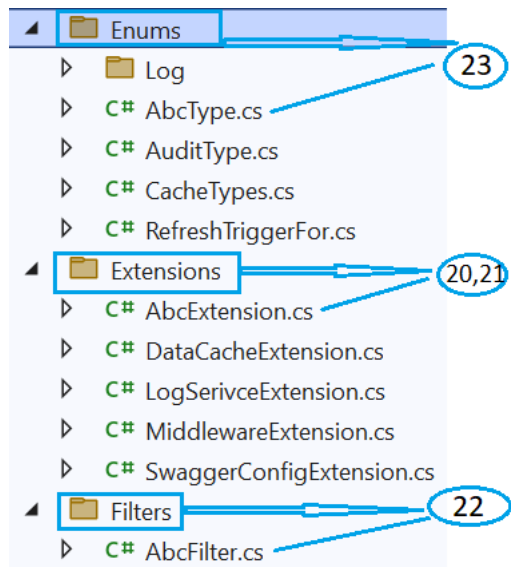 Enums
Log
23
C# AbcType.cs
C# AuditType.cs
C# CacheTypes.cs
C# RefreshTriggerFor.cs
Extensions
20,21
C# AbcExtension.cs
C# DataCacheExtension.cs
C# LogSerivceExtension.cs
C# MiddlewareExtension.cs
C# SwaggerConfigExtension.cs
Filters
22
C# AbcFilter.cs